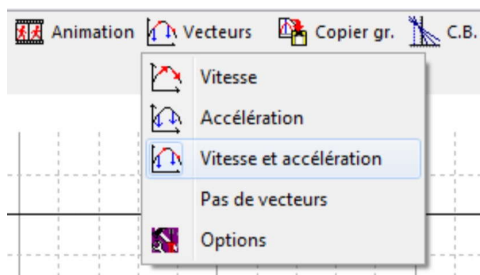 Animation Vecteurs Copier gr. C.B.
Vitesse
Accélération
Vitesse et accélération
Pas de vecteurs
Options